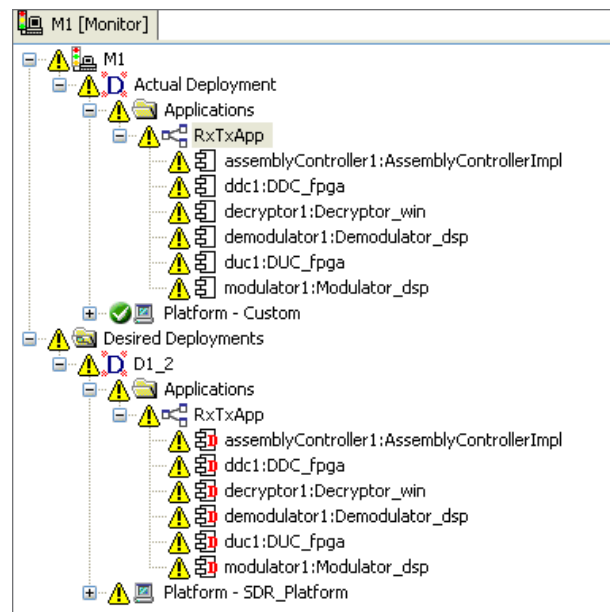 M1 [Monitor]
M1
D Actual Deployment
Applications
RxTxApp
assemblyController1:AssemblyControllerImpl
ddc1:DDC_fpga
decryptor1:Decryptor_win
demodulator1:Demodulator_dsp
duc1:DUC_fpga
modulator1:Modulator_dsp
Platform - Custom
Desired Deployments
D D1_2
Applications
RxTxApp
D assemblyController1:AssemblyControllerImpl
D ddc1:DDC_fpga
D decryptor1:Decryptor_win
D demodulator1:Demodulator_dsp
D duc1:DUC_fpga
D modulator1:Modulator_dsp
Platform - SDR_Platform